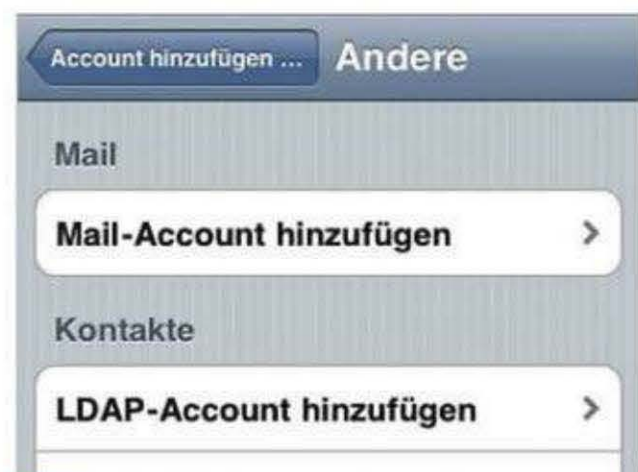 Account hinzufügen ... Andere
Mail
Mail-Account hinzufügen
Kontakte
LDAP-Account hinzufügen